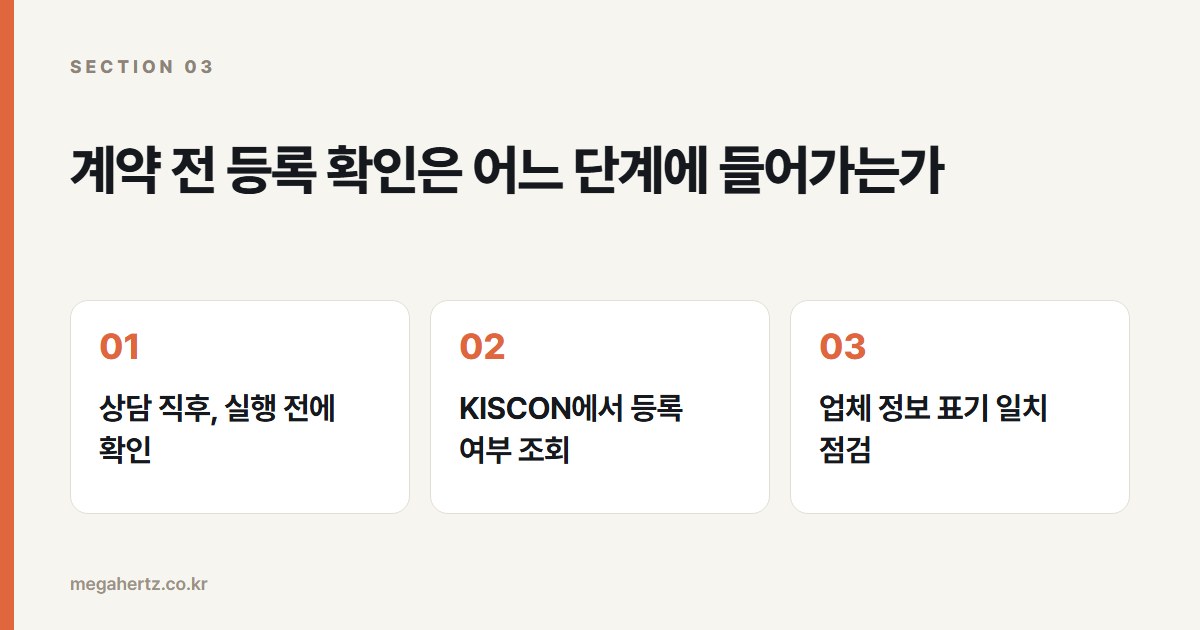 SECTION 03
계약 전 등록 확인은 어느 단계에 들어가는가
01
상담 직후, 실행 전에
확인
02
KISCON에서 등록
여부 조회
03
업체 정보 표기 일치
점검
megahertz.co.kr